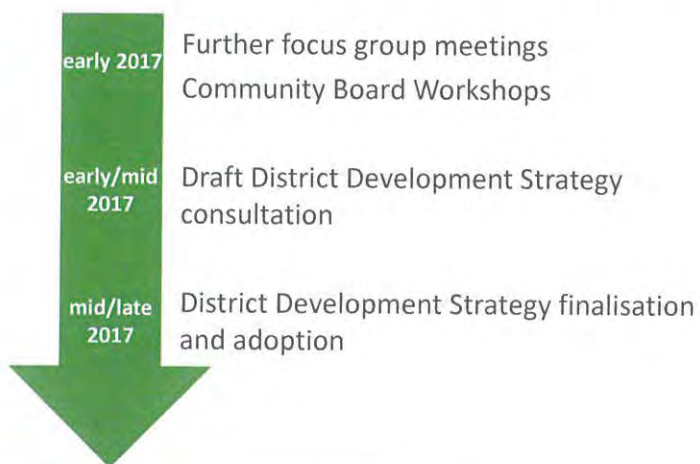 early 2017
Further focus group meetings
Community Board Workshops
early/mid
2017
Draft District Development Strategy
consultation
mid/late
2017
District Development Strategy finalisation
and adoption